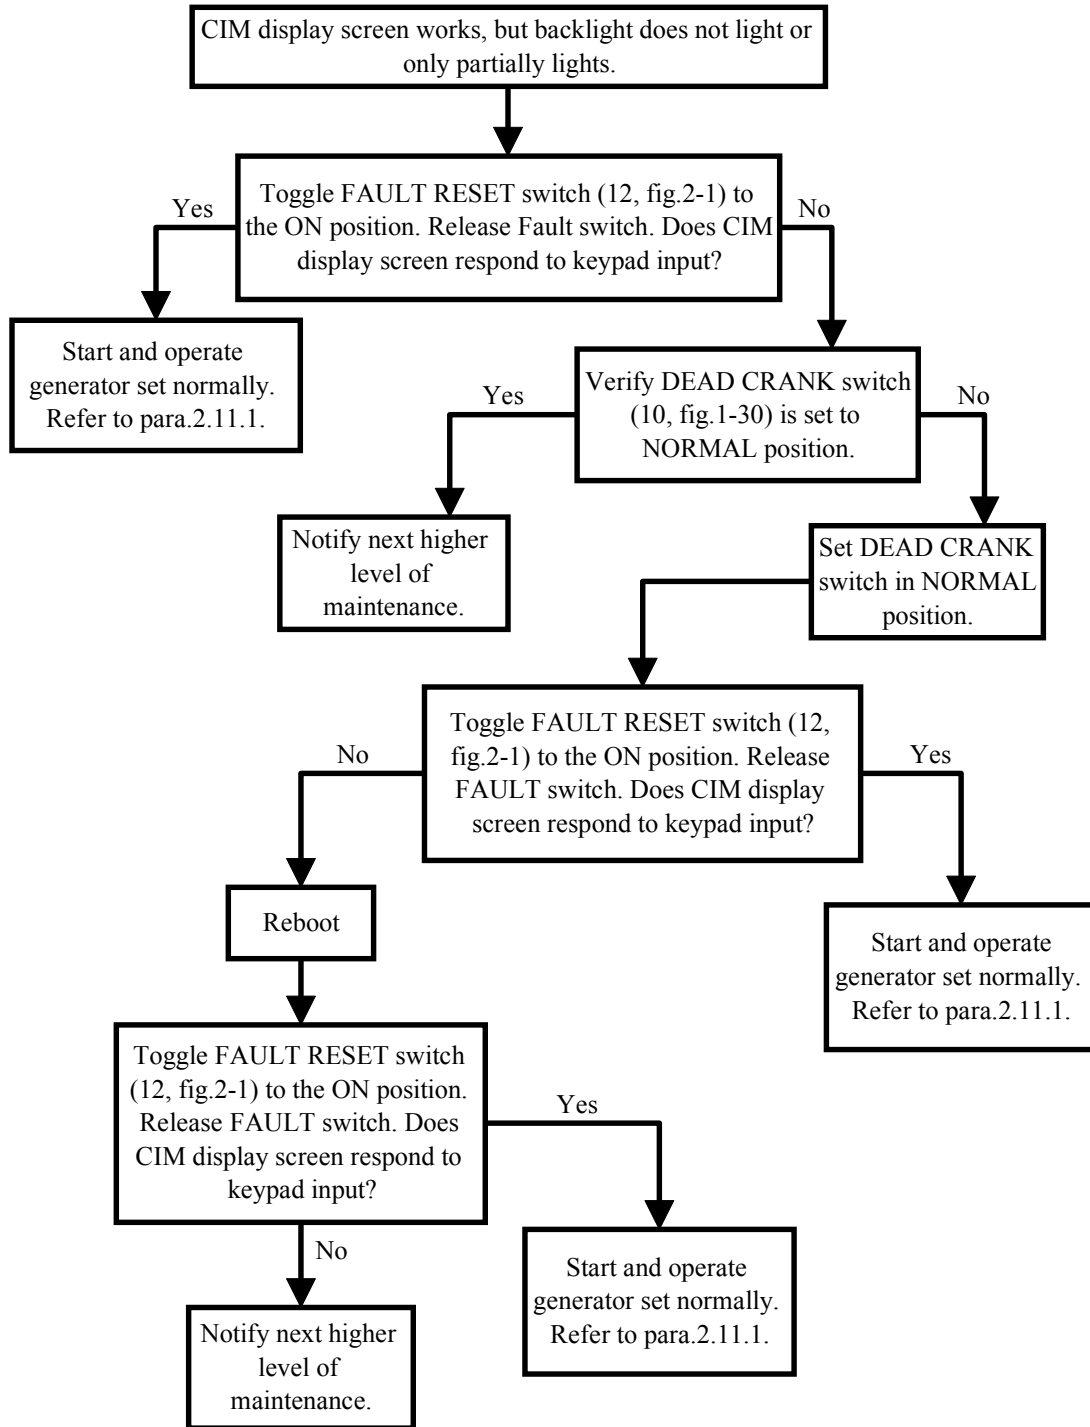 CIM display screen works, but backlight does not light or
only partially lights.
Toggle FAULT RESET switch (12, fig.2-1) to
the ON position. Release Fault switch. Does CIM
display screen respond to keypad input?
Yes
No
Start and operate
generator set normally.
Refer to para.2.11.1.
Verify DEAD CRANK switch
(10, fig.1-30) is set to
NORMAL position.
Yes
No
Notify next higher
level of
maintenance.
Set DEAD CRANK
switch in NORMAL
position.
Toggle FAULT RESET switch (12,
fig.2-1) to the ON position. Release
FAULT switch. Does CIM display
screen respond to keypad input?
No
Yes
Reboot
Start and operate
generator set normally.
Refer to para.2.11.1.
Toggle FAULT RESET switch
(12, fig.2-1) to the ON position.
Release FAULT switch. Does
CIM display screen respond to
keypad input?
Yes
No
Start and operate
generator set normally.
Refer to para.2.11.1.
Notify next higher
level of
maintenance.